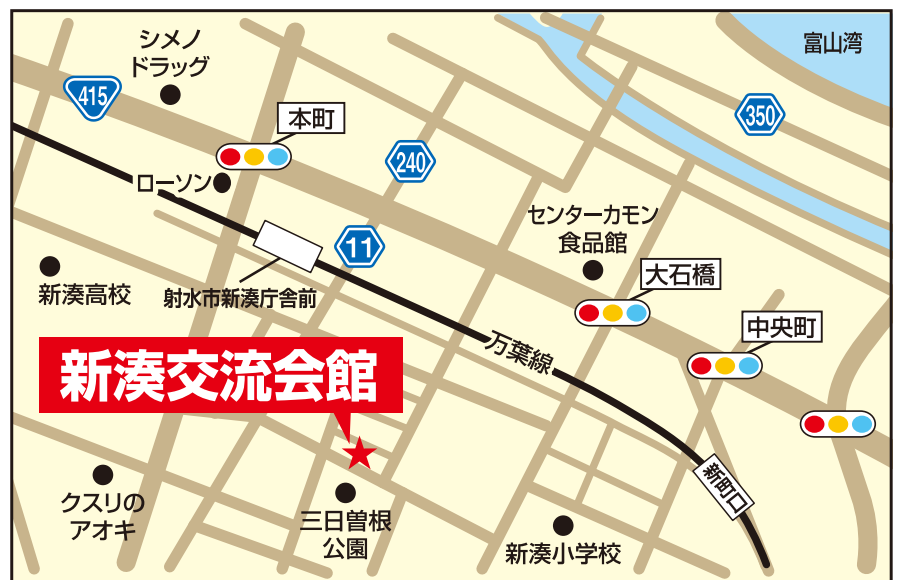 シメノ
ドラッグ
富山湾
415
本町
350
240
ローソン
センターカモン
食品館
11
大石橋
新湊高校
射水市新湊庁舎前
中央町
万葉線
新湊交流会館
クスリの
アオキ
新町口
三日曽根
公園
新湊小学校